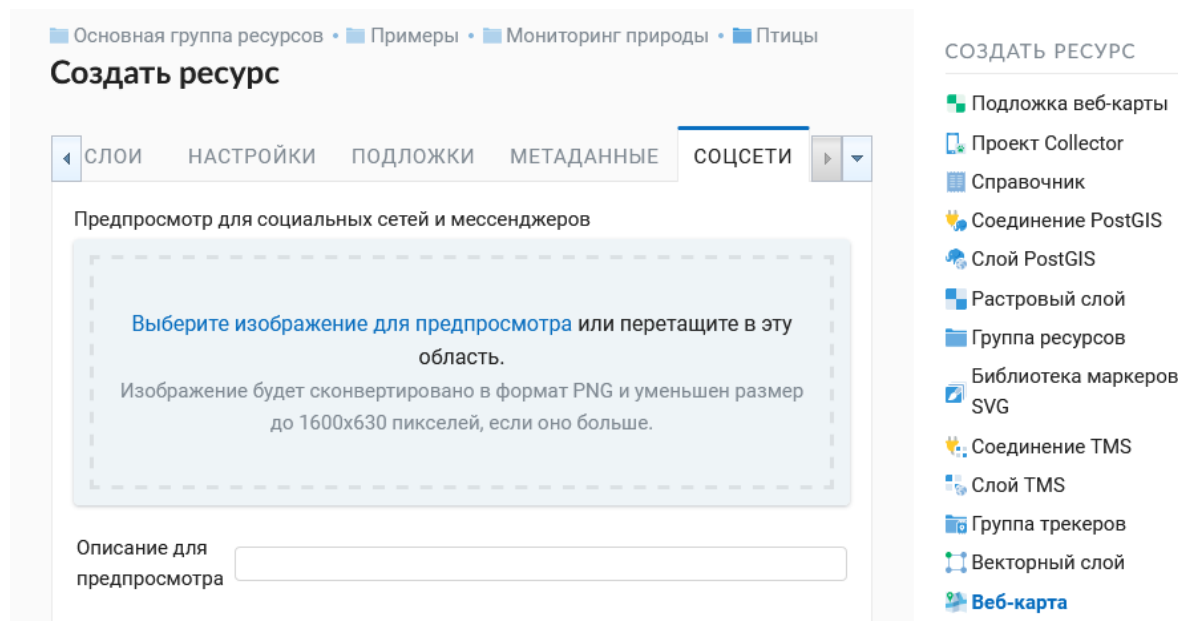 Основная группа ресурсов • Примеры • Мониторинг природы • Птицы
Создать ресурс
СЛОИ НАСТРОЙКИ ПОДЛОЖКИ МЕТАДАННЫЕ СОЦСЕТИ
Предпросмотр для социальных сетей и мессенджеров
Выберите изображение для предпросмотра или перетащите в эту
область.
Изображение будет сконвертировано в формат PNG и уменьшен размер
до 1600x630 пикселей, если оно больше.
Описание для
предпросмотра
СОЗДАТЬ РЕСУРС
Подложка веб-карты
Проект Collector
Справочник
Соединение PostGIS
Слой PostGIS
Растровый слой
Группа ресурсов
Библиотека маркеров
SVG
Соединение TMS
Слой TMS
Группа трекеров
Векторный слой
Веб-карта